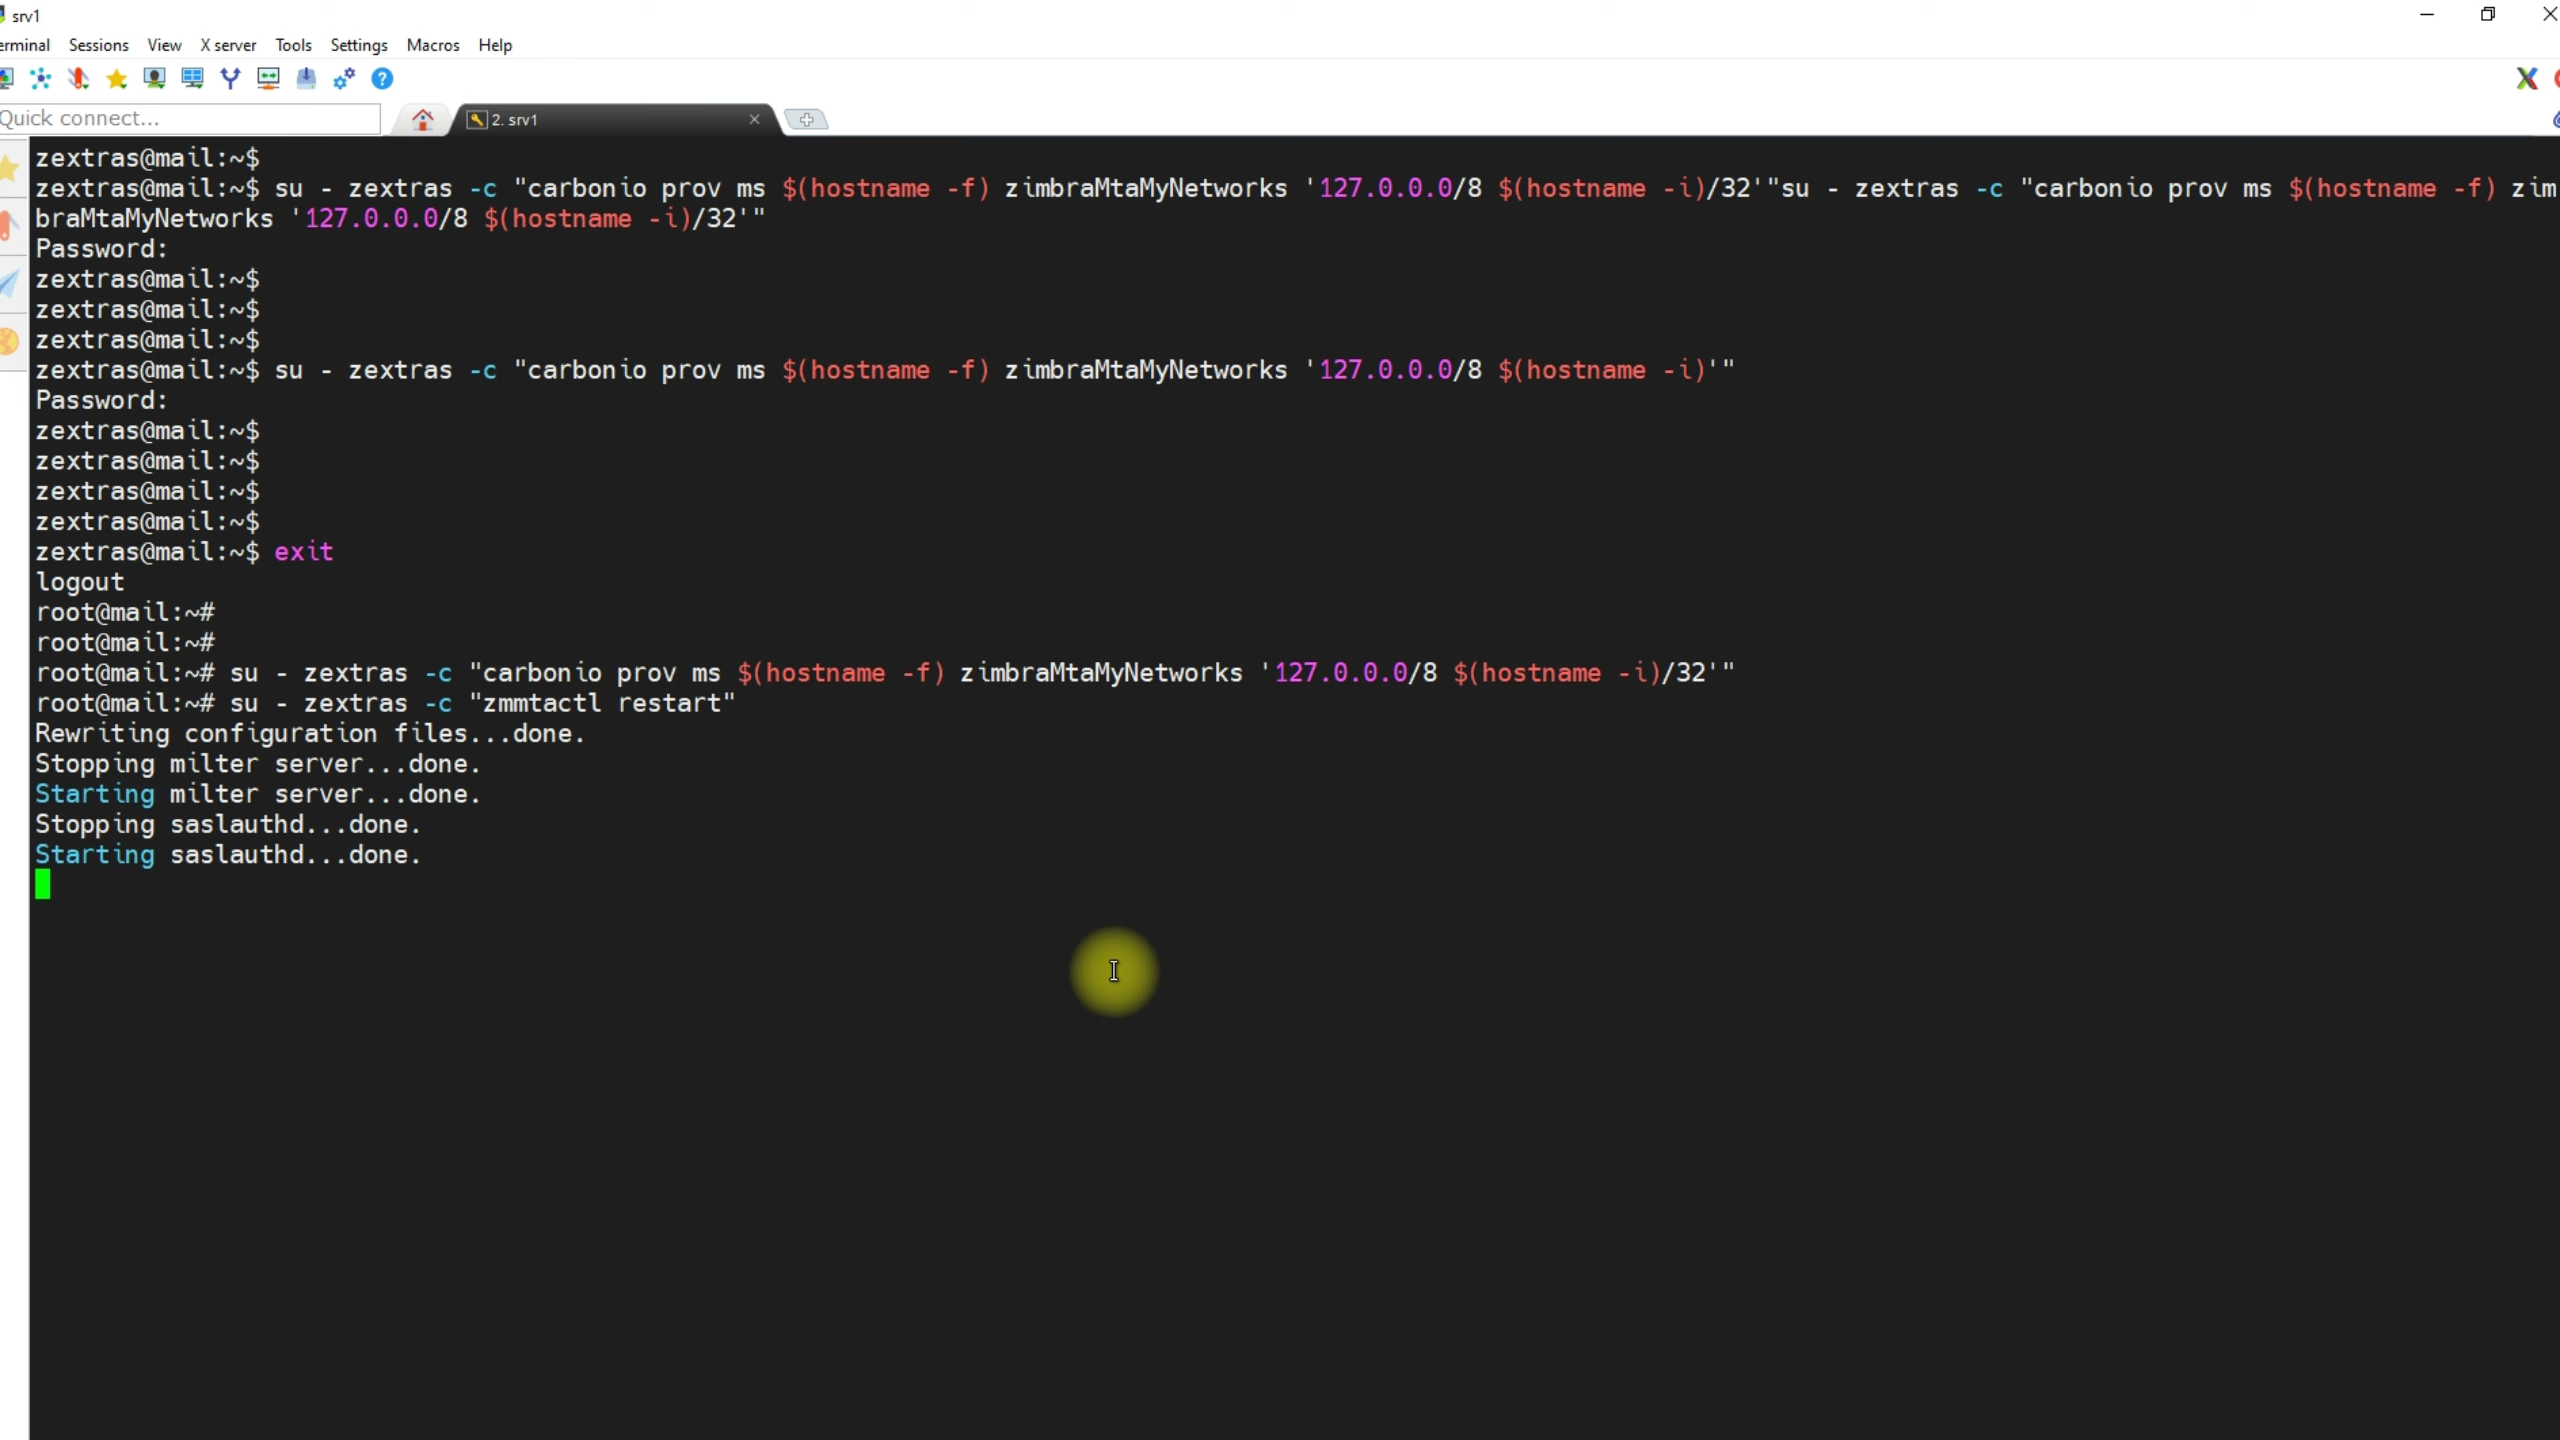 srv1
erminal Sessions View X server Tools Settings Macros Help
Quick connect...
2. srv1
zextras@mail:~$
zextras@mail:~$ su - zextras -c "carbonio prov ms $(hostname -f) zimbraMtaMyNetworks '127.0.0.0/8 $(hostname -i)/32'"su - zextras -c "carbonio prov ms $(hostname -f) zim
braMtaMyNetworks '127.0.0.0/8 $(hostname -i)/32'"
Password:
zextras@mail:~$
zextras@mail:~$
zextras@mail:~$
zextras@mail:~$ su - zextras -c "carbonio prov ms $(hostname -f) zimbraMtaMyNetworks '127.0.0.0/8 $(hostname -i)'"
Password:
zextras@mail:~$
zextras@mail:~$
zextras@mail:~$
zextras@mail:~$
zextras@mail:~$ exit
logout
root@mail:~#
root@mail:~#
root@mail:~# su - zextras -c "carbonio prov ms $(hostname -f) zimbraMtaMyNetworks '127.0.0.0/8 $(hostname -i)/32'"
root@mail:~# su - zextras -c "zmmtactl restart"
Rewriting configuration files...done.
Stopping milter server...done.
Starting milter server...done.
Stopping saslauthd...done.
Starting saslauthd...done.